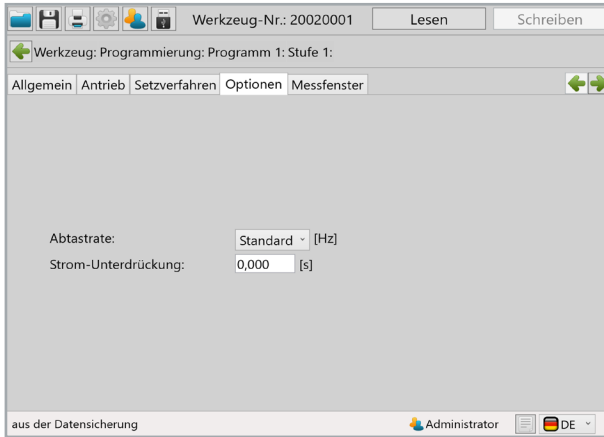 Werkzeug-Nr.: 20020001 Lesen Schreiben
Werkzeug: Programmierung: Programm 1: Stufe 1:
Allgemein Antrieb Setzverfahren Optionen Messfenster
Abtastrate: Standard [Hz]
Strom-Unterdrückung: 0,000 [s]
aus der Datensicherung Administrator DE